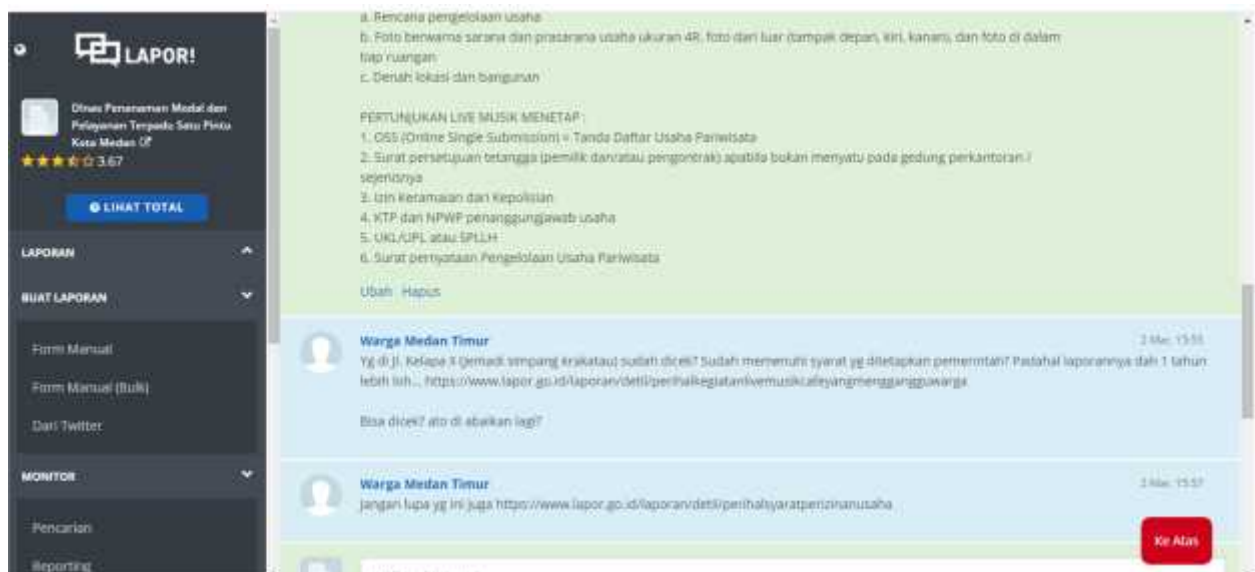 LAPOR!
Dinas Penanaman Modal dan
Pelayanan Terpadu Satu Pintu
Kota Medan
3.67
LIHAT TOTAL
LAPORAN
BUAT LAPORAN
Form Manual
Form Manual (Bulk)
Dari Twitter
MONITOR
Pencarian
Reporting
a. Rencana pengelolaan usaha
b. Foto berwarna sarana dan prasarana usaha ukuran 4R, foto dari luar (tampak depan, kiri, kanan), dan foto di dalam
tiap ruangan
c. Denah lokasi dan bangunan
PERTUNJUKAN LIVE MUSIK MENETAP :
1. OSS (Online Single Submission) = Tanda Daftar Usaha Pariwisata
2. Surat persetujuan tetangga (pemilik dan/atau pengontrak) apabila bukan menyatu pada gedung perkantoran /
sejenisnya
3. Izin Keramaian dari Kepolisian
4. KTP dan NPWP penanggungjawab usaha
5. UKL/UPL atau SPLLH
6. Surat pernyataan Pengelolaan Usaha Pariwisata
Ubah Hapus
Warga Medan Timur
2 Mar, 15:55
Yg di Jl. Kelapa X (Jemadi simpang krakatau) sudah dicek? Sudah memenuhi syarat yg ditetapkan pemerintah? Padahal laporannya dah 1 tahun
lebih loh... https://www.lapor.go.id/laporan/detil/perihalkegiatanlivemusikcafeyangmengganggu­warga
Bisa dicek? ato di abaikan lagi?
Warga Medan Timur
2 Mar, 15:57
Jangan lupa yg ini juga https://www.lapor.go.id/laporan/detil/perihalsyaratperizinanusaha
Ke Atas